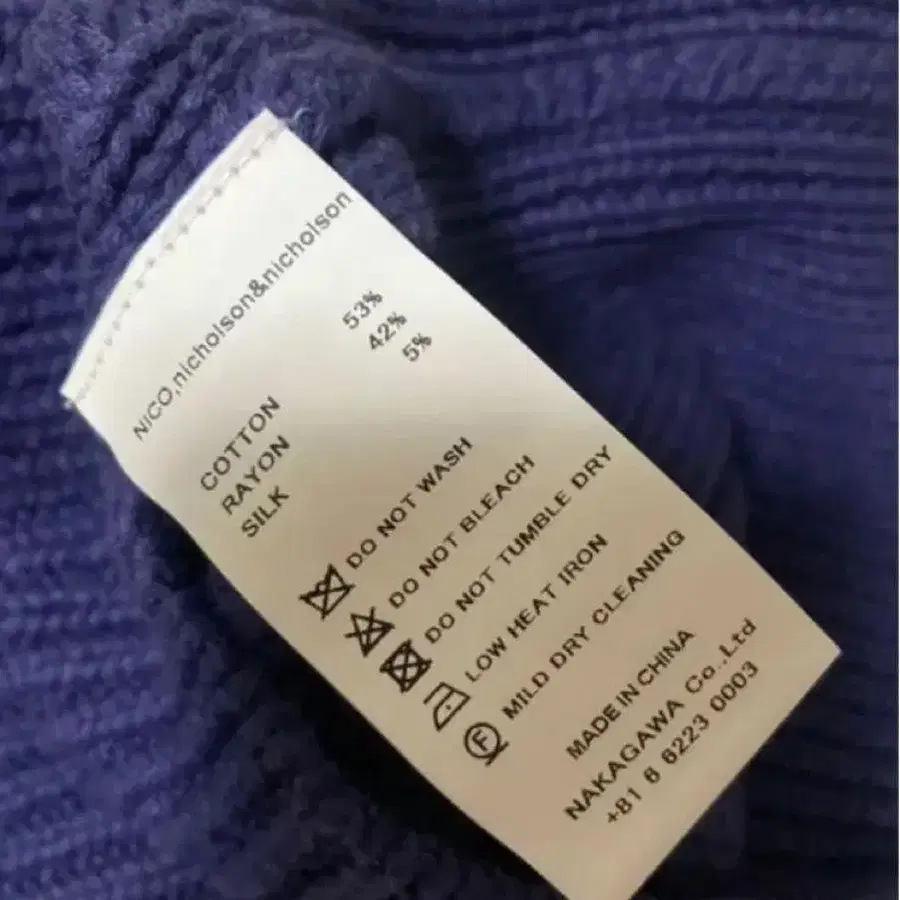 NICO,nicholson&nicholson
COTTON 53%
RAYON 42%
SILK 5%
DO NOT WASH
DO NOT BLEACH
DO NOT TUMBLE DRY
LOW HEAT IRON
F MILD DRY CLEANING
MADE IN CHINA
NAKAGAWA Co.,Ltd
+81 6 6223 0003